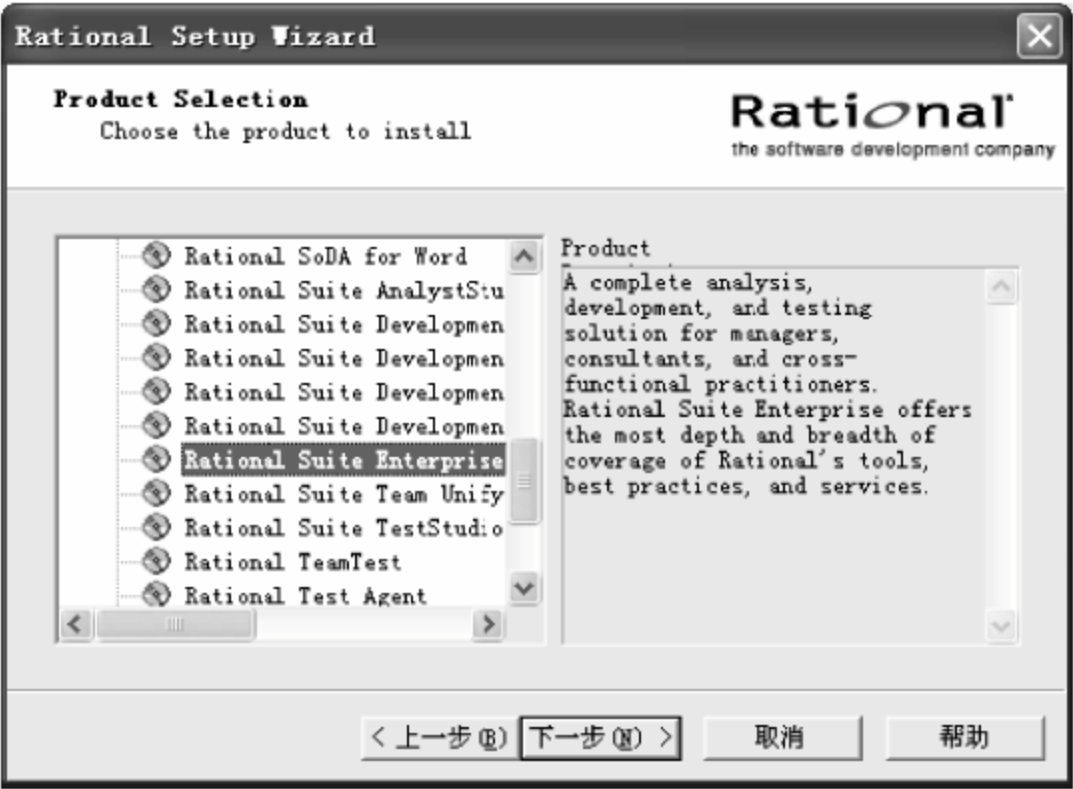 Rational Setup Wizard
Product Selection
Choose the product to install
Rational
the software development company
Rational SoDA for Word
Rational Suite AnalystStu
Rational Suite Developmen
Rational Suite Developmen
Rational Suite Developmen
Rational Suite Developmen
Rational Suite Enterprise
Rational Suite Team Unify
Rational Suite TestStudio
Rational TeamTest
Rational Test Agent
Product
A complete analysis,
development, and testing
solution for managers,
consultants, and cross-
functional practitioners.
Rational Suite Enterprise offers
the most depth and breadth of
coverage of Rational's tools,
best practices, and services.
< 上一步(B)
下一步(N) >
取消
帮助